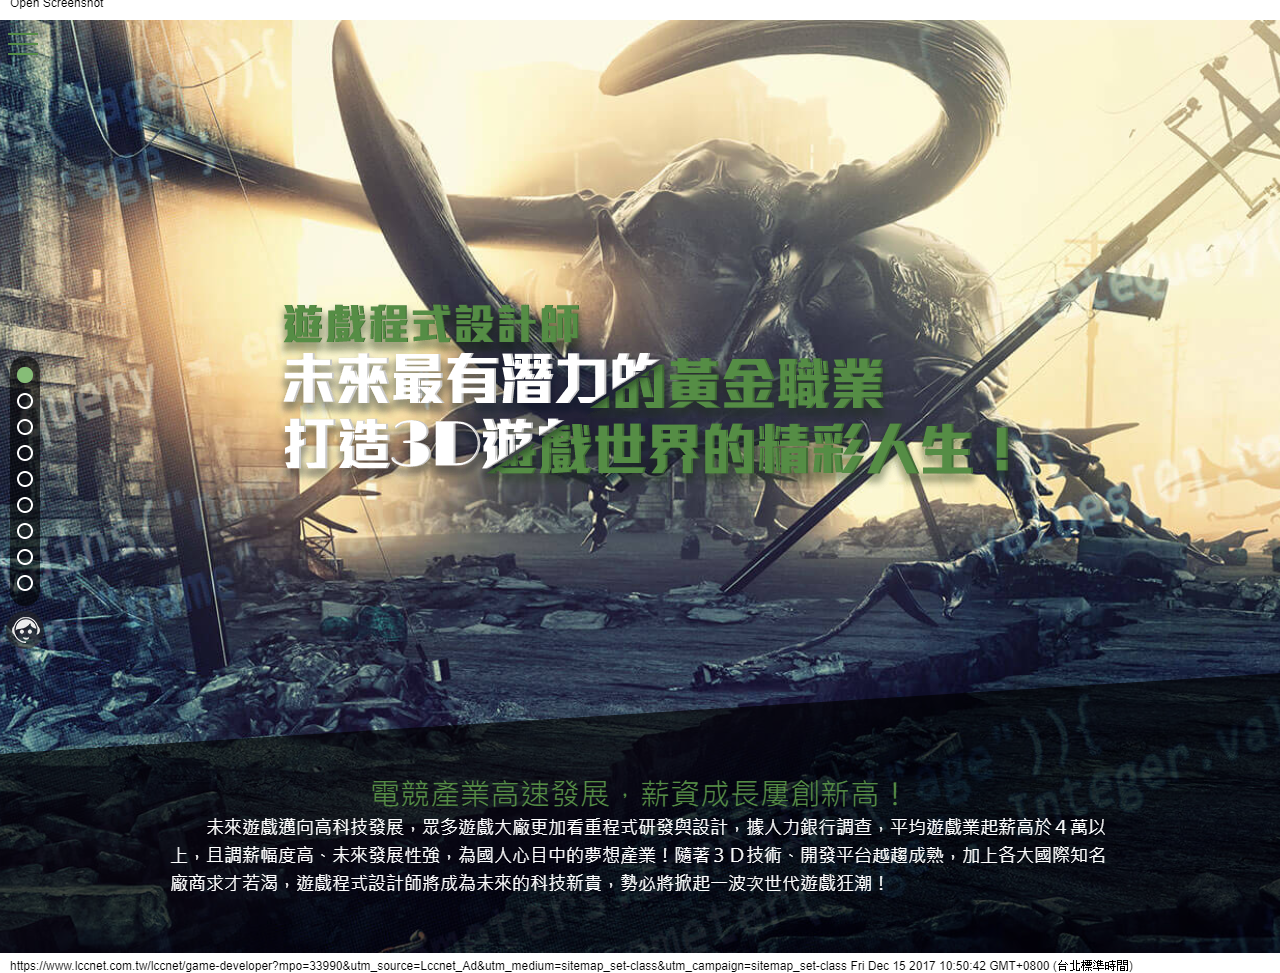 Open Screenshot
遊戲程式設計師
未來最有潛力的黃金職業
打造3D遊戲世界的精彩人生！
電競產業高速發展，薪資成長屢創新高！
未來遊戲邁向高科技發展，眾多遊戲大廠更加看重程式研發與設計，據人力銀行調查，平均遊戲業起薪高於４萬以
上，且調薪幅度高、未來發展性強，為國人心目中的夢想產業！隨著３Ｄ技術、開發平台越趨成熟，加上各大國際知名
廠商求才若渴，遊戲程式設計師將成為未來的科技新貴，勢必將掀起一波次世代遊戲狂潮！
https://www.lccnet.com.tw/lccnet/game-developer?mpo=33990&utm_source=Lccnet_Ad&utm_medium=sitemap_set-class&utm_campaign=sitemap_set-class Fri Dec 15 2017 10:50:42 GMT+0800 (台北標準時間)